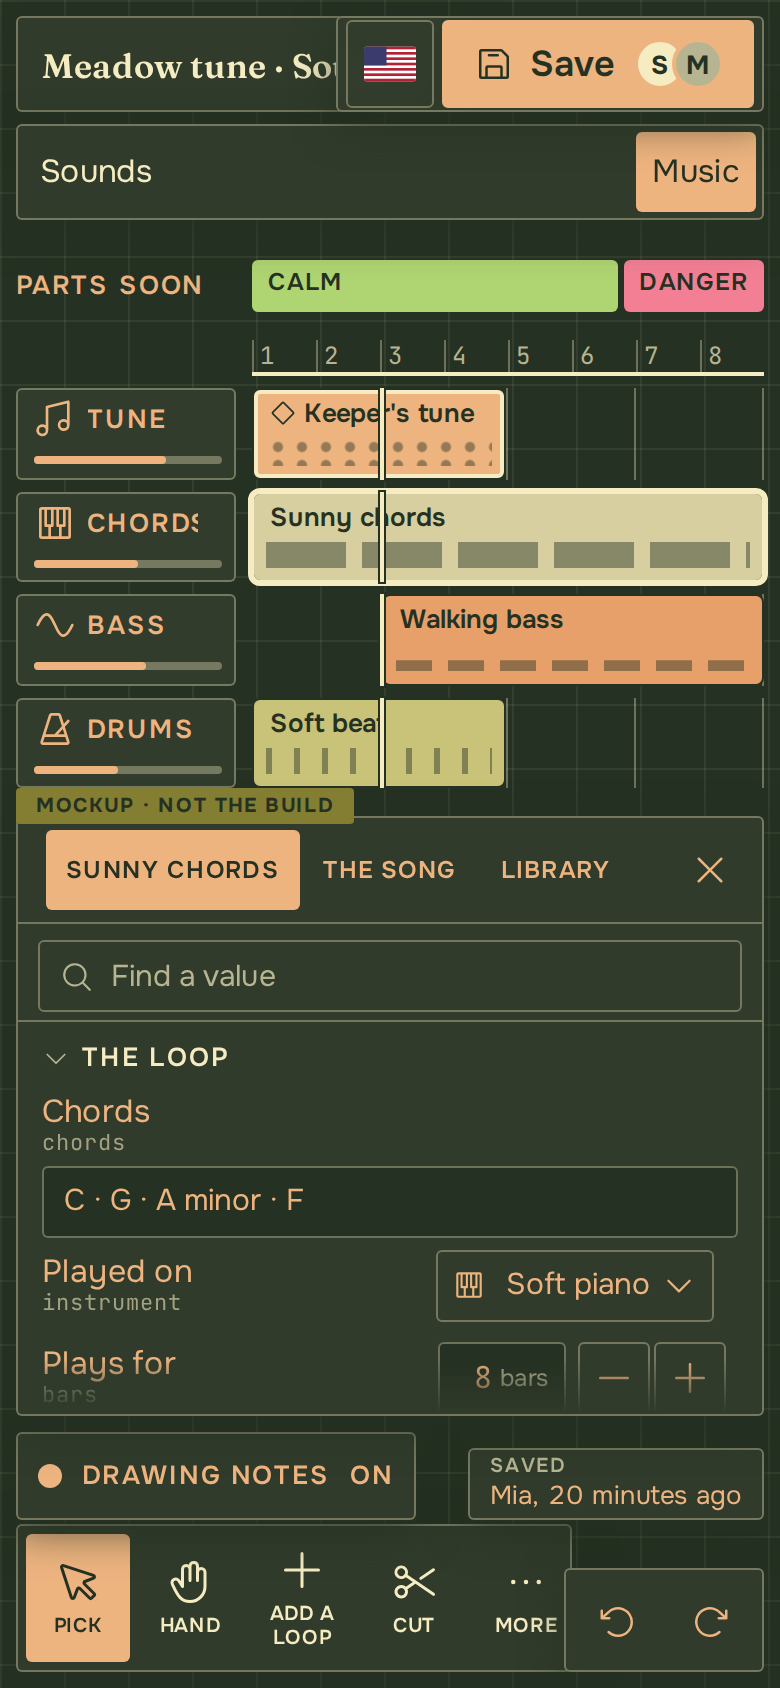 Meadow tune · Sou
Save S M
Sounds Music
PARTS SOON CALM DANGER
1 2 3 4 5 6 7 8
TUNE Keeper's tune
CHORDS Sunny chords
BASS Walking bass
DRUMS Soft beat
MOCKUP · NOT THE BUILD
SUNNY CHORDS THE SONG LIBRARY
Find a value
THE LOOP
Chords
chords
C · G · A minor · F
Played on
instrument
Soft piano
Plays for
bars
8 bars
DRAWING NOTES ON
SAVED
Mia, 20 minutes ago
PICK HAND ADD A LOOP CUT MORE